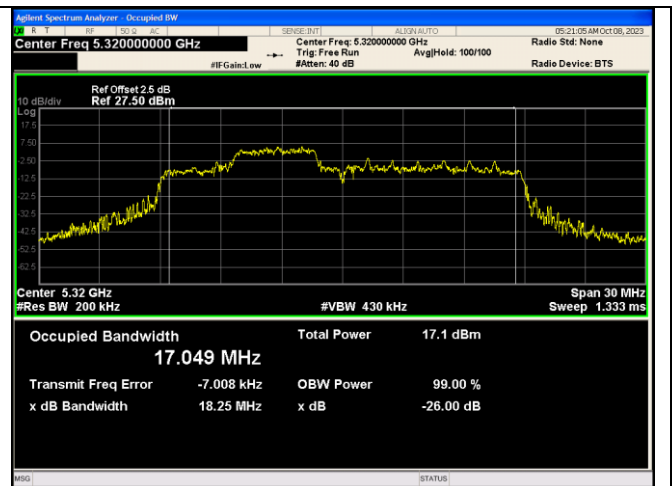 Agilent Spectrum Analyzer - Occupied BW
R T RF 50 Ω AC SENSE:INT ALIGN AUTO 05:21:05 AM Oct 08, 2023
Center Freq 5.320000000 GHz Center Freq: 5.320000000 GHz Radio Std: None
Trig: Free Run Avg|Hold: 100/100
#IFGain:Low #Atten: 40 dB Radio Device: BTS
Ref Offset 2.5 dB
10 dB/div Ref 27.50 dBm
Log
17.5
7.50
-2.50
-12.5
-22.5
-32.5
-42.5
-52.5
-62.5
Center 5.32 GHz Span 30 MHz
#Res BW 200 kHz #VBW 430 kHz Sweep 1.333 ms
Occupied Bandwidth Total Power 17.1 dBm
17.049 MHz
Transmit Freq Error -7.008 kHz OBW Power 99.00 %
x dB Bandwidth 18.25 MHz x dB -26.00 dB
MSG STATUS